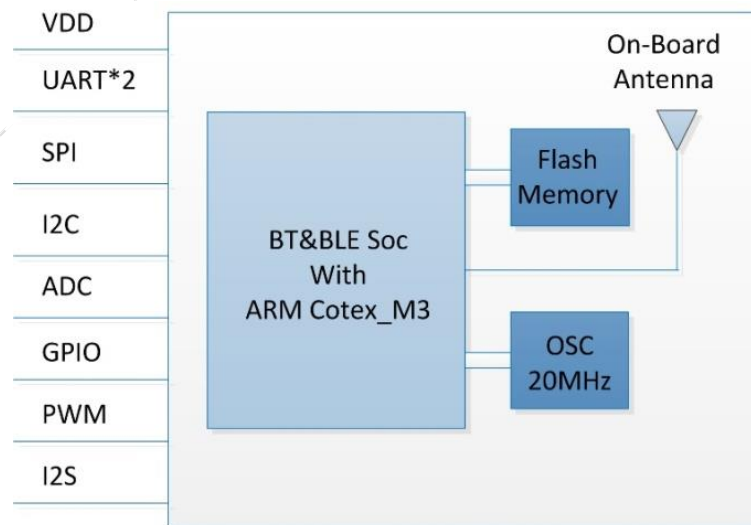 VDD
UART*2
SPI
I2C
ADC
GPIO
PWM
I2S
BT&BLE Soc
With
ARM Cotex_M3
Flash
Memory
On-Board
Antenna
OSC
20MHz